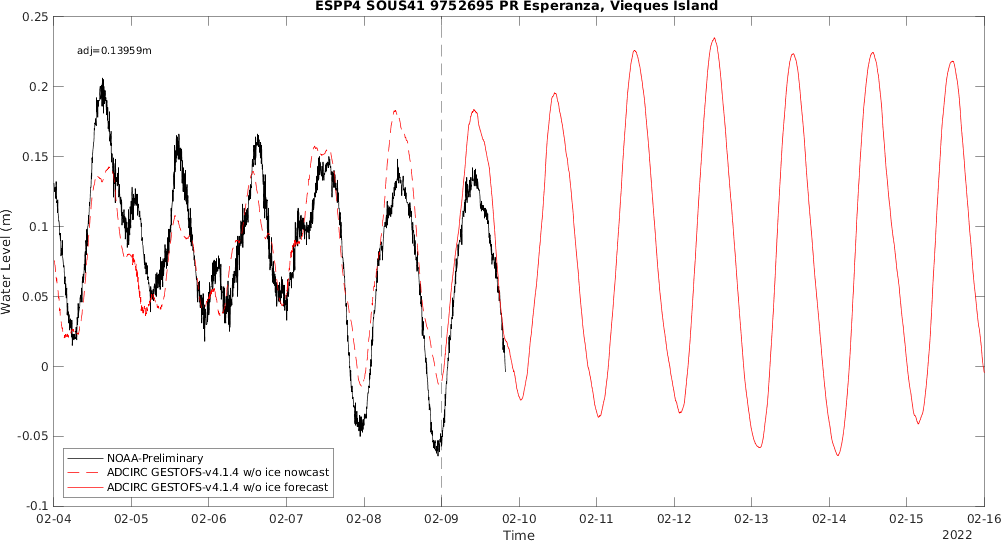 ESPP4 SOUS41 9752695 PR Esperanza, Vieques Island
adj=0.13959m
0.25
0.2
0.15
0.1
0.05
0
-0.05
-0.1
Water Level (m)
NOAA-Preliminary
ADCIRC GESTOFS-v4.1.4 w/o ice nowcast
ADCIRC GESTOFS-v4.1.4 w/o ice forecast
02-04 02-05 02-06 02-07 02-08 02-09 02-10 02-11 02-12 02-13 02-14 02-15 02-16
Time
2022